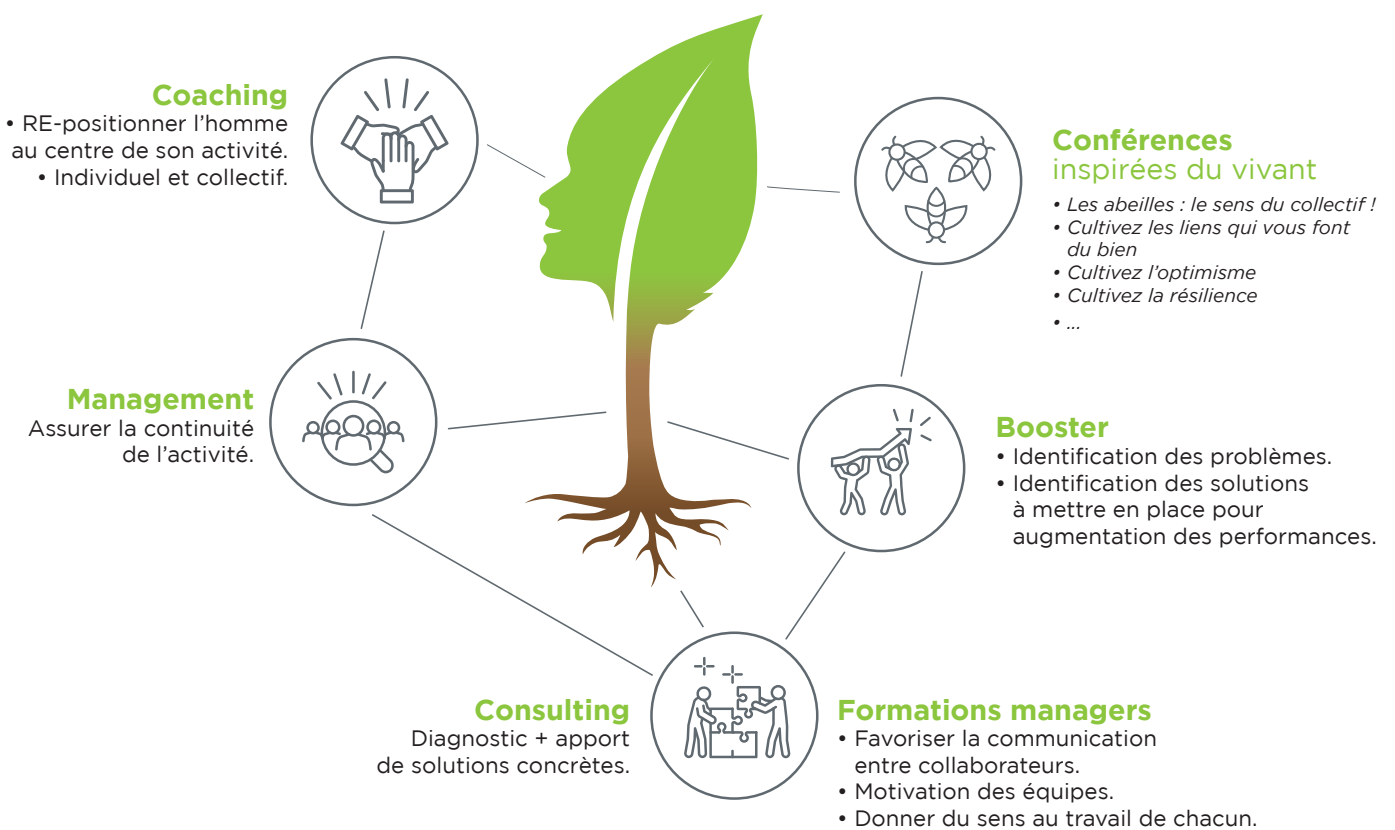 Coaching
• RE-positionner l’homme
au centre de son activité.
• Individuel et collectif.
Conférences
inspirées du vivant
• Les abeilles : le sens du collectif !
• Cultivez les liens qui vous font
du bien
• Cultivez l’optimisme
• Cultivez la résilience
• ...
Management
Assurer la continuité
de l’activité.
Booster
• Identification des problèmes.
• Identification des solutions
à mettre en place pour
augmentation des performances.
Consulting
Diagnostic + apport
de solutions concrètes.
Formations managers
• Favoriser la communication
entre collaborateurs.
• Motivation des équipes.
• Donner du sens au travail de chacun.